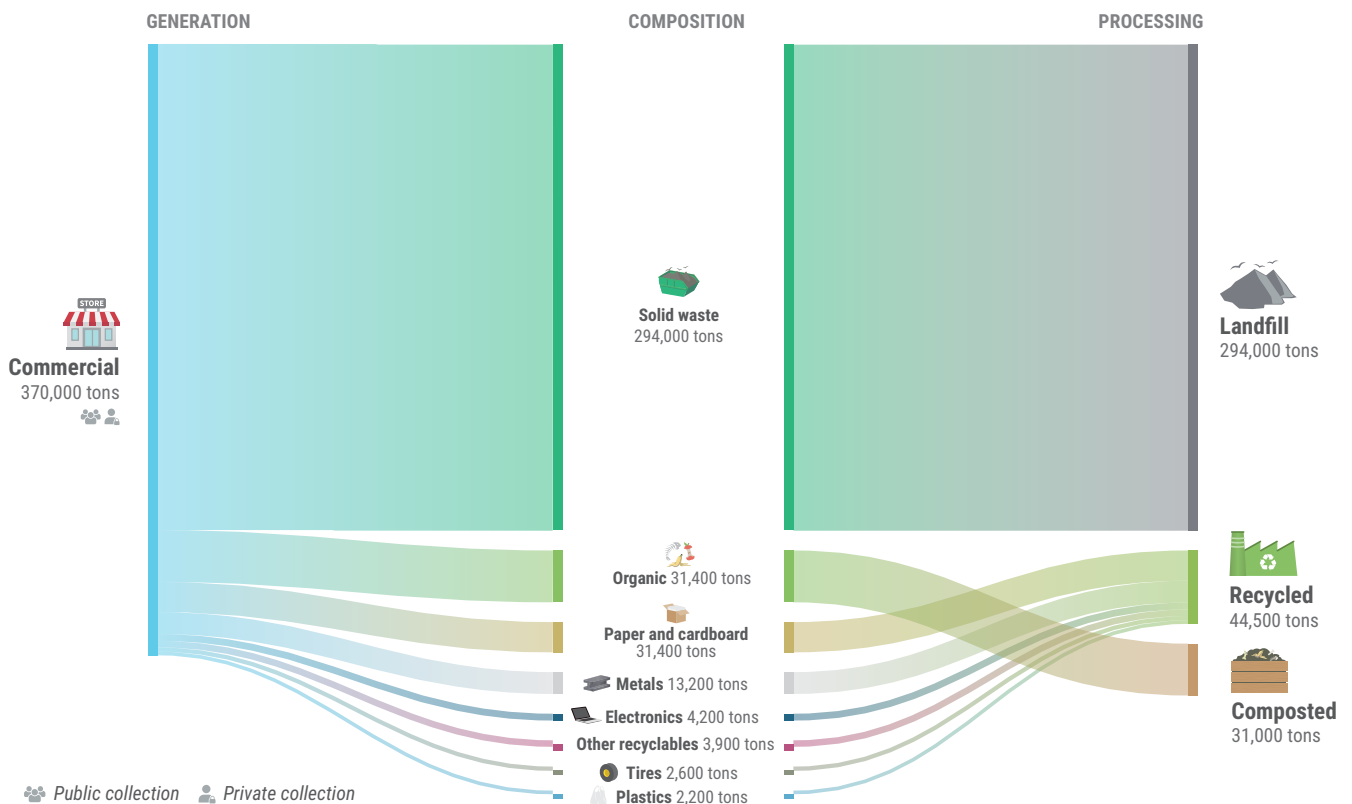 GENERATION
COMPOSITION
PROCESSING
STORE
Commercial
370,000 tons
Solid waste
294,000 tons
Landfill
294,000 tons
Organic 31,400 tons
Paper and cardboard
31,400 tons
Metals 13,200 tons
Electronics 4,200 tons
Other recyclables 3,900 tons
Tires 2,600 tons
Plastics 2,200 tons
Recycled
44,500 tons
Composted
31,000 tons
Public collection Private collection